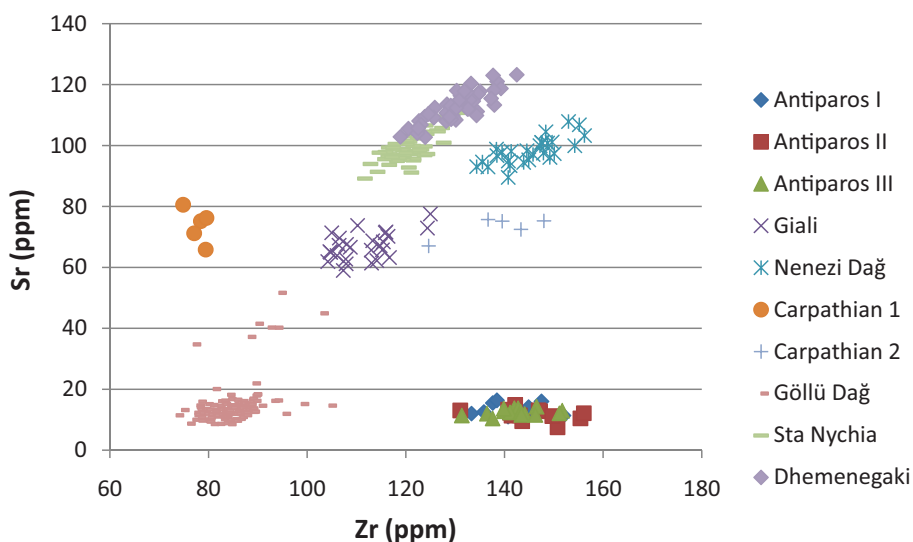 140
120
100
80
60
40
20
0
60 80 100 120 140 160 180
Sr (ppm)
Zr (ppm)
Antiparos I
Antiparos II
Antiparos III
Giali
Nenezi Dağ
Carpathian 1
Carpathian 2
Göllü Dağ
Sta Nychia
Dhemenegaki